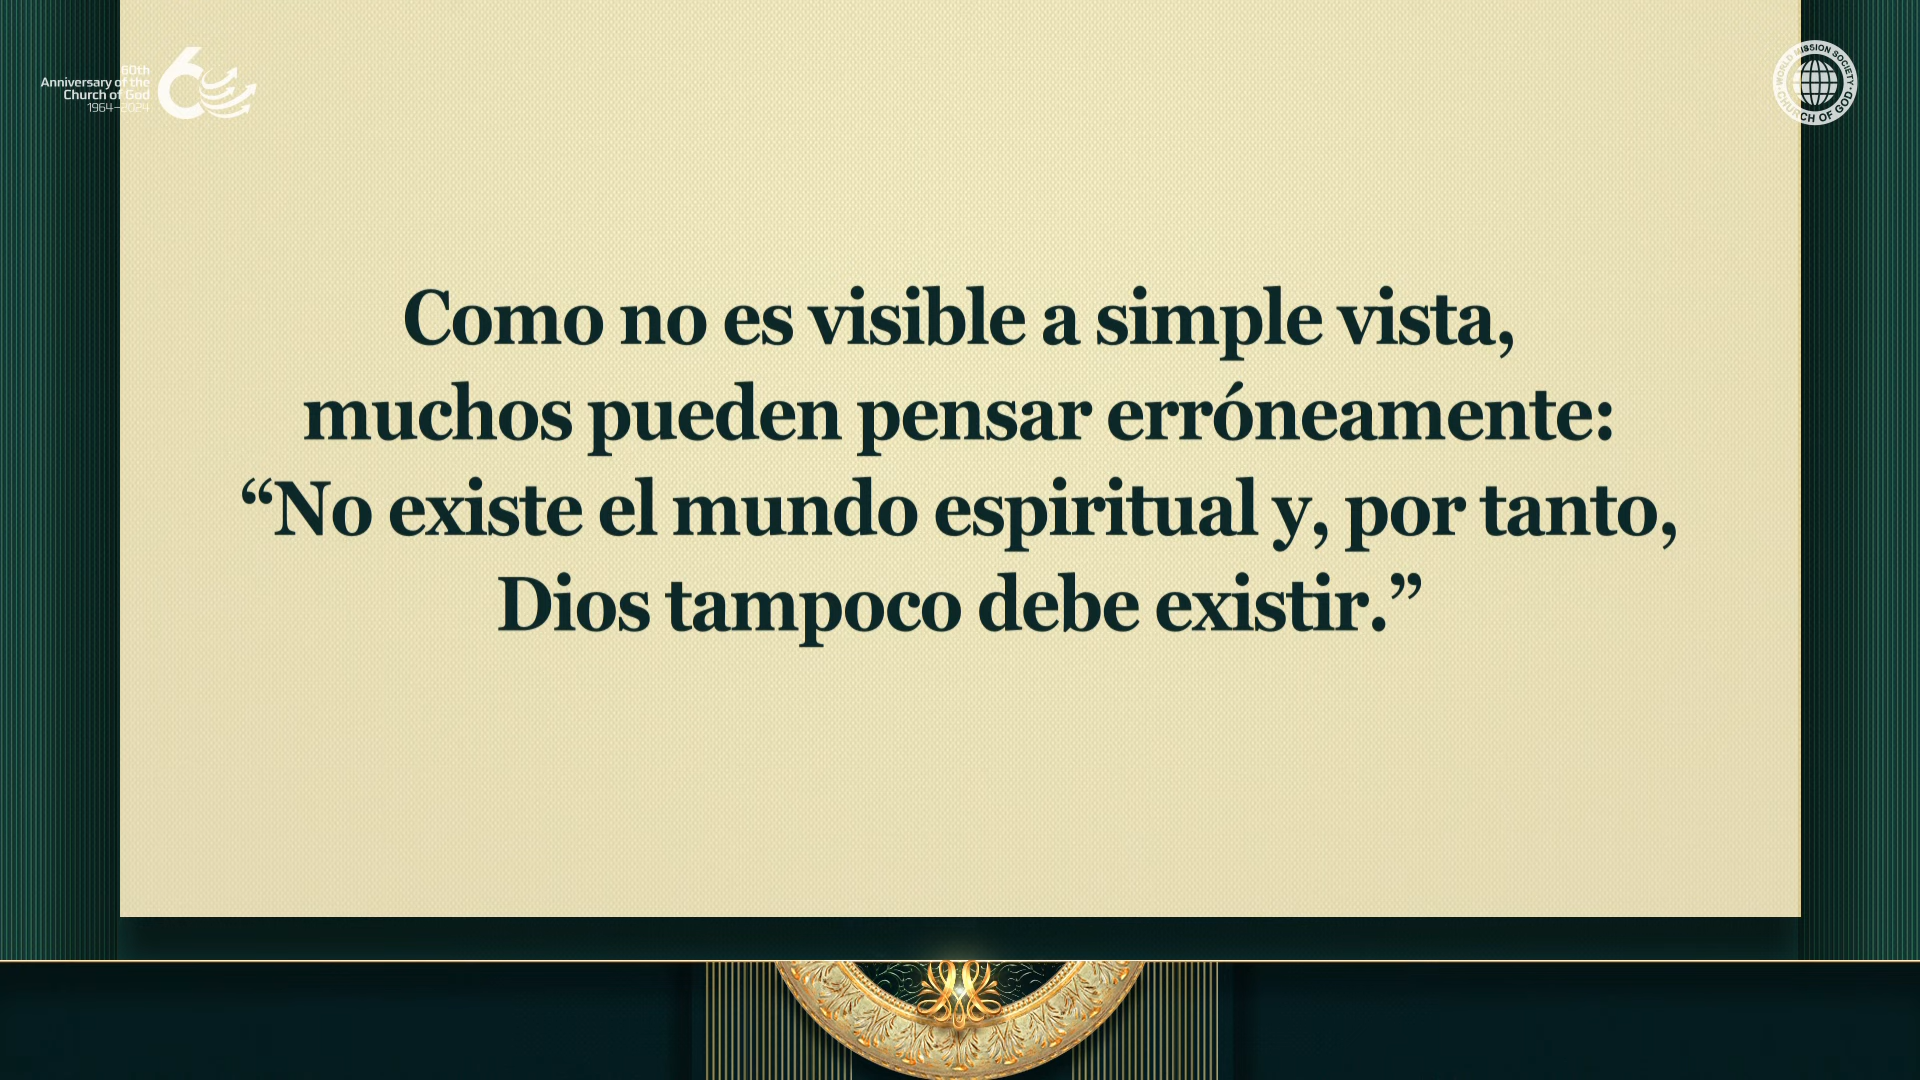 60th
Anniversary of the
Church of God
1964–2024
60
WORLD MISSION SOCIETY
CHURCH OF GOD
Como no es visible a simple vista,
muchos pueden pensar erróneamente:
“No existe el mundo espiritual y, por tanto,
Dios tampoco debe existir.”